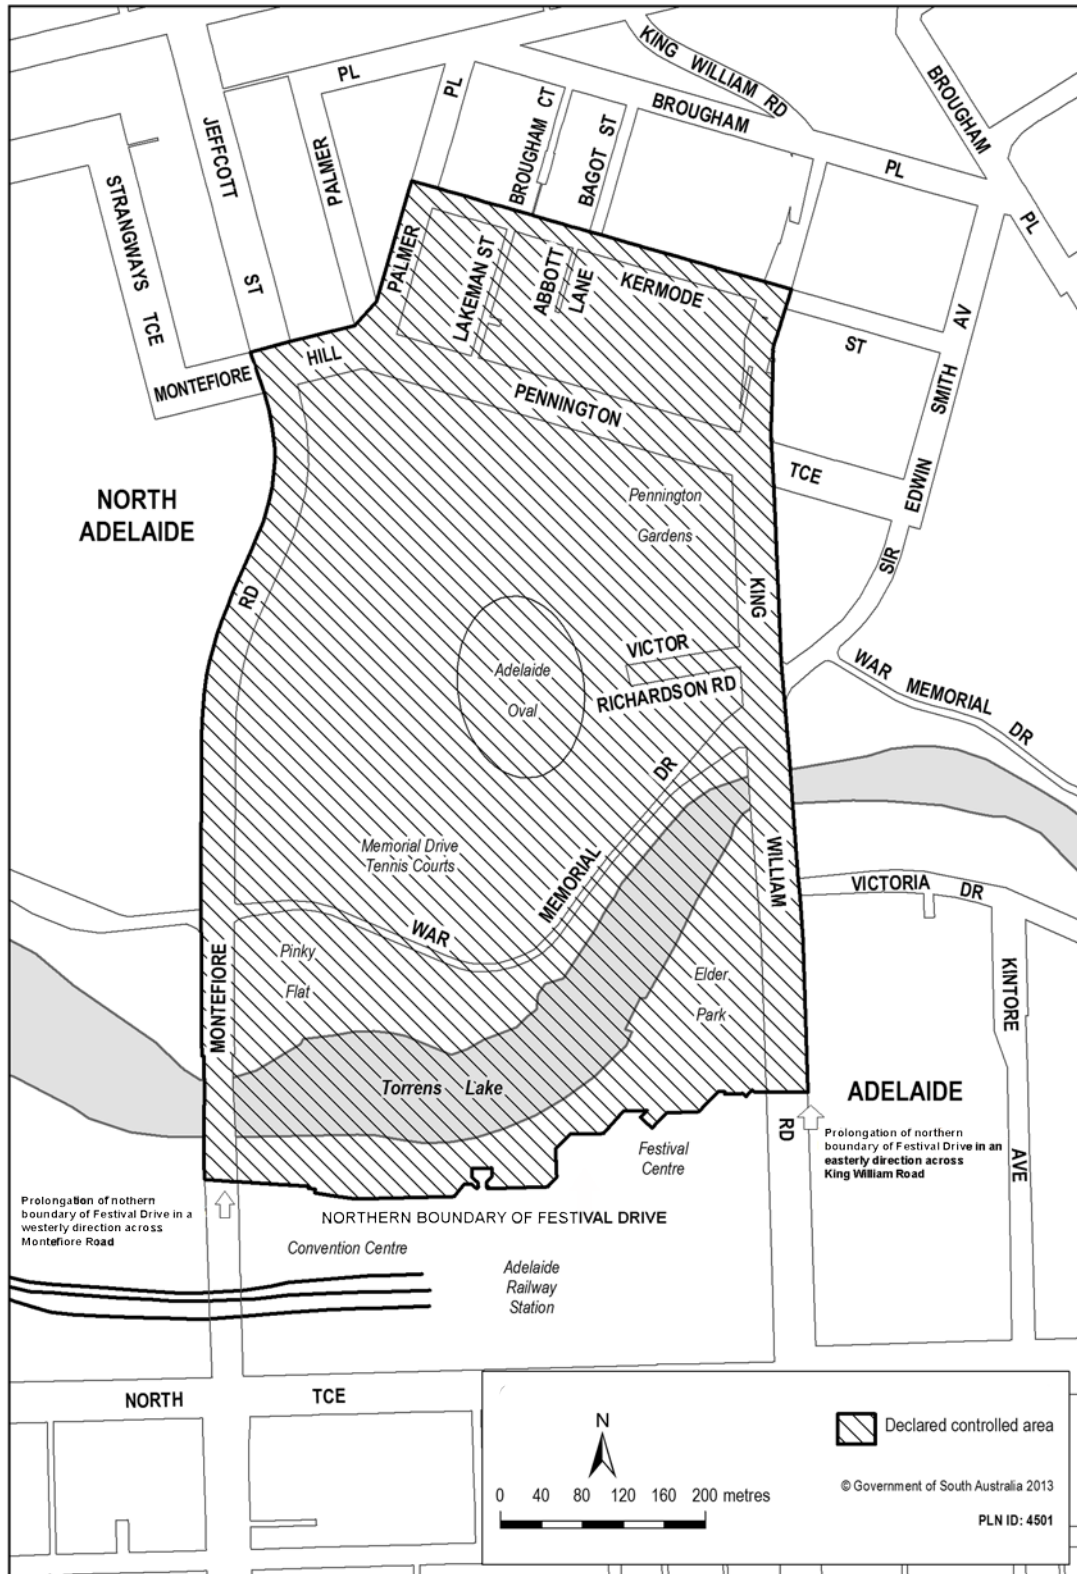 KING WILLIAM RD
PL
PL
BROUGHAM
PL
BROUGHAM
PL
JEFFCOTT
ST
PALMER
BROUGHAM CT
BAGOT ST
STRANGWAYS
TCE
PALMER
LAKEMAN ST
ABBOTT
LANE
KERMODE
ST
SMITH
AV
MONTEFIORE
HILL
PENNINGTON
TCE
EDWIN
SIR
NORTH
ADELAIDE
Pennington
Gardens
RD
KING
VICTOR
RICHARDSON RD
WAR
MEMORIAL
DR
Adelaide
Oval
DR
Memorial Drive
Tennis Courts
MEMORIAL
WILLIAM
VICTORIA
DR
WAR
Pinky
Flat
MONTEFIORE
Elder
Park
KINTORE
Torrens Lake
ADELAIDE
RD
AVE
Festival
Centre
Prolongation of northern
boundary of Festival Drive in an
easterly direction across
King William Road
Prolongation of nothern
boundary of Festival Drive in a
westerly direction across
Montefiore Road
NORTHERN BOUNDARY OF FESTIVAL DRIVE
Convention Centre
Adelaide
Railway
Station
NORTH
TCE
N
0 40 80 120 160 200 metres
Declared controlled area
© Government of South Australia 2013
PLN ID: 4501